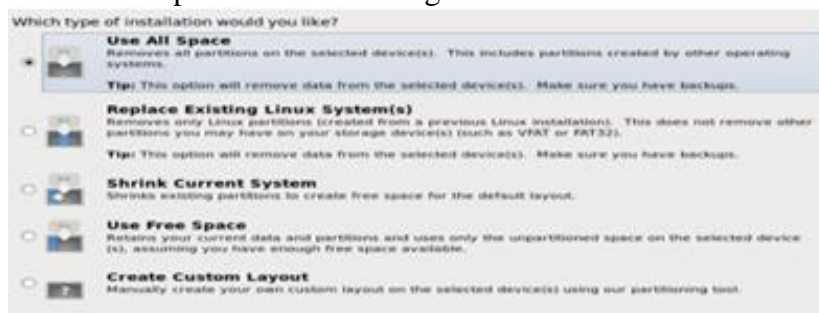 Which type of installation would you like?
Use All Space
Removes all partitions on the selected device(s). This includes partitions created by other operating
systems.
Tip: This option will remove data from the selected device(s). Make sure you have backups.
Replace Existing Linux System(s)
Removes only Linux partitions (created from a previous Linux installation). This does not remove other
partitions you may have on your storage device(s) (such as VFAT or FAT32).
Tip: This option will remove data from the selected device(s). Make sure you have backups.
Shrink Current System
Shrinks existing partitions to create free space for the default layout.
Use Free Space
Retains your current data and partitions and uses only the unpartitioned space on the selected device
(s), assuming you have enough free space available.
Create Custom Layout
Manually create your own custom layout on the selected device(s) using our partitioning tool.